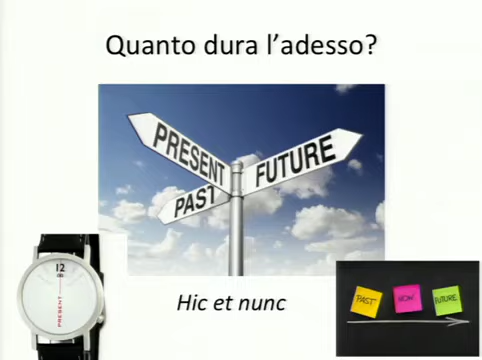 Quanto dura l'adesso?
PRESENT
FUTURE
PAST
12
PRESENT
Hic et nunc
PAST
NOW
FUTURE